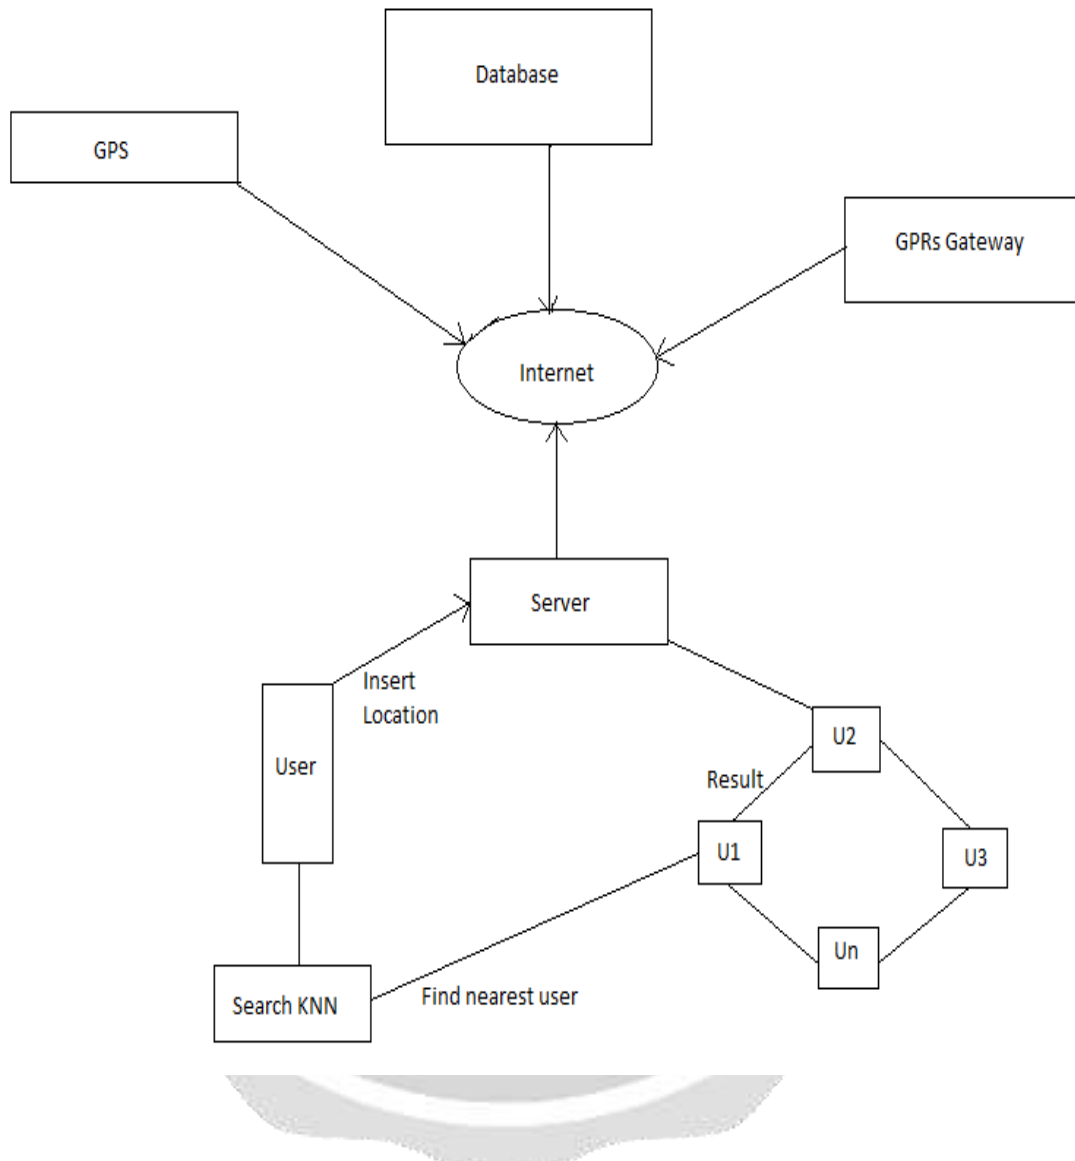 Database
GPS
GPRs Gateway
Internet
Server
Insert
Location
User
U2
Result
U1
U3
Un
Search KNN
Find nearest user